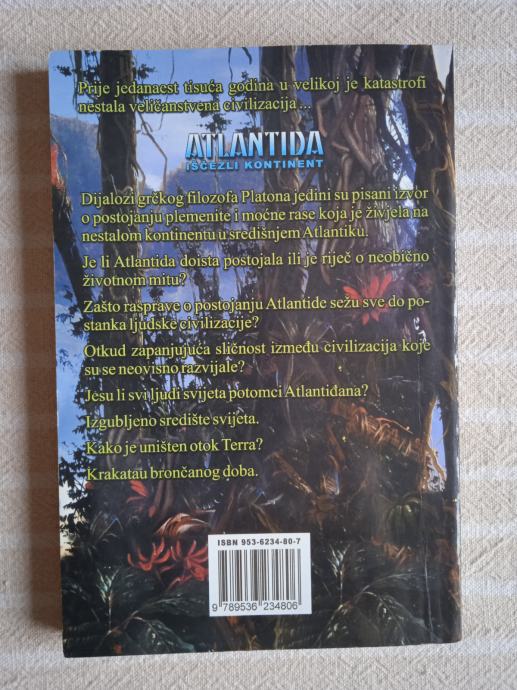 Prije jedanaest tisuća godina u velikoj je katastrofi
nestala veličanstvena civilizacija...
ATLANTIDA
IŠČEZLI KONTINENT
Dijalozi grčkog filozofa Platona jedini su pisani izvor
o postojanju plemenite i moćne rase koja je živjela na
nestalom kontinentu u središnjem Atlantiku.
Je li Atlantida doista postojala ili je riječ o neobično
životnom mitu?
Zašto rasprave o postojanju Atlantide sežu sve do po-
stanka ljudske civilizacije?
Otkud zapanjujuća sličnost između civilizacija koje
su se neovisno razvijale?
Jesu li svi ljudi svijeta potomci Atlantiđana?
Izgubljeno središte svijeta.
Kako je uništen otok Terra?
Krakatau brončanog doba.
ISBN 953-6234-80-7
9 789536 234806